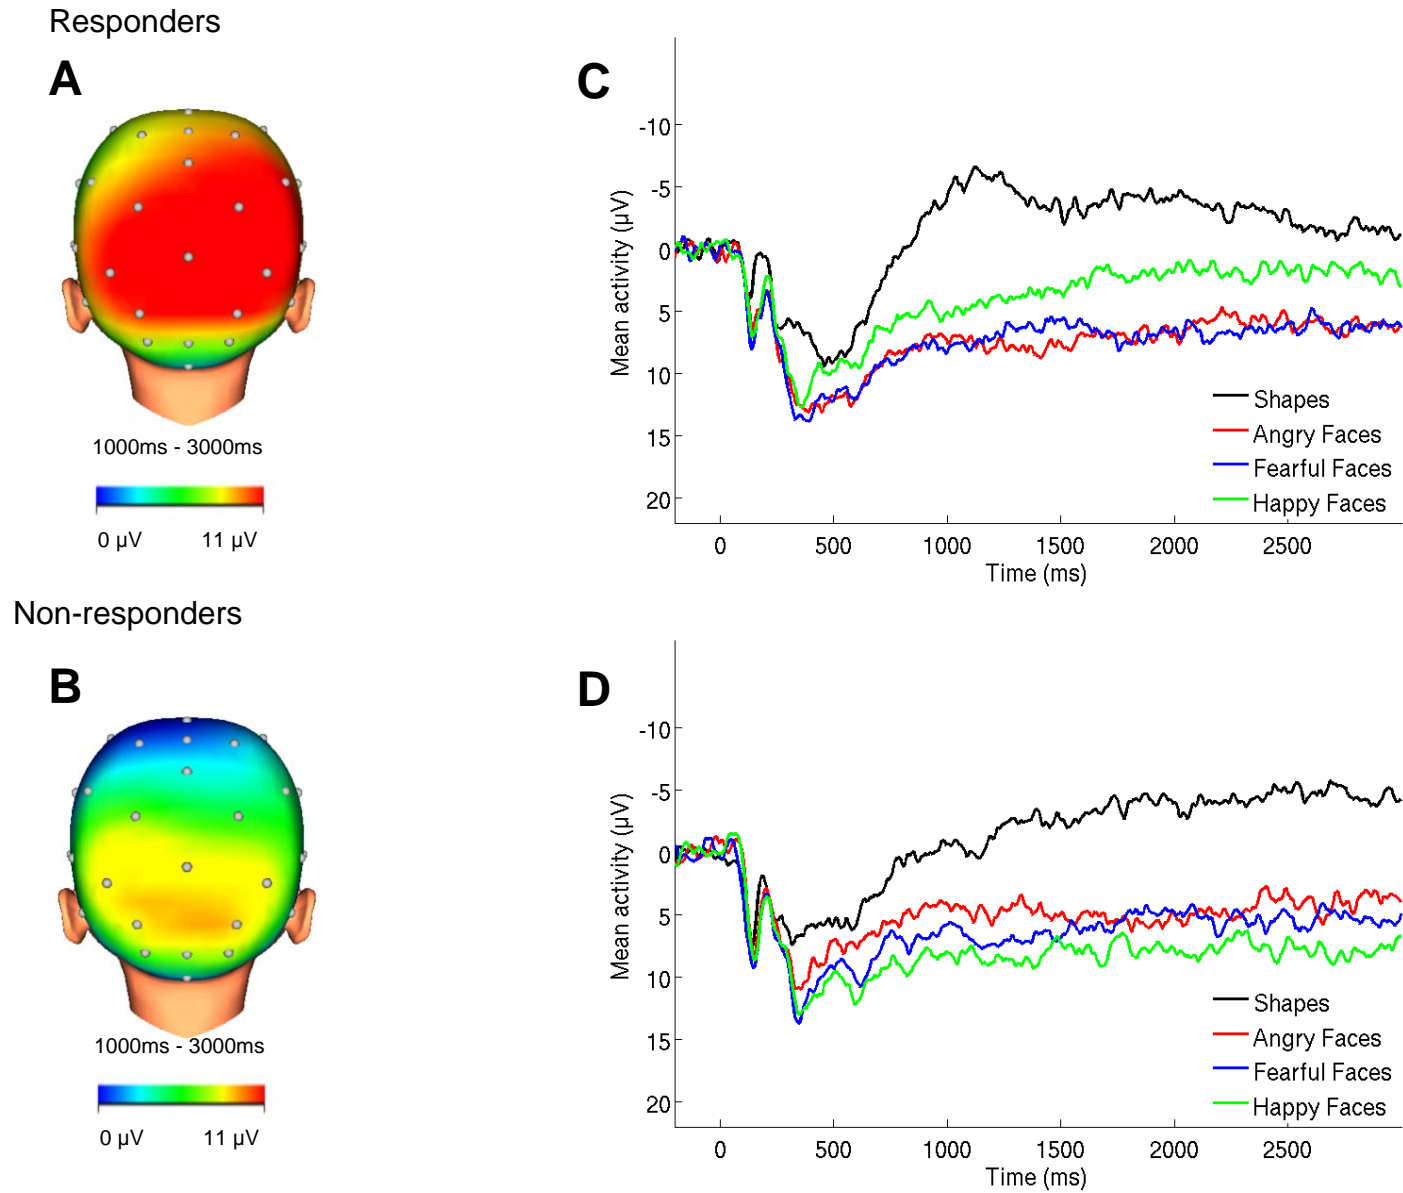 Responders
A
1000ms - 3000ms
0 µV 11 µV
C
Mean activity (µV)
-10
-5
0
5
10
15
20
0 500 1000 1500 2000 2500
Time (ms)
Shapes
Angry Faces
Fearful Faces
Happy Faces
Non-responders
B
1000ms - 3000ms
0 µV 11 µV
D
Mean activity (µV)
-10
-5
0
5
10
15
20
0 500 1000 1500 2000 2500
Time (ms)
Shapes
Angry Faces
Fearful Faces
Happy Faces